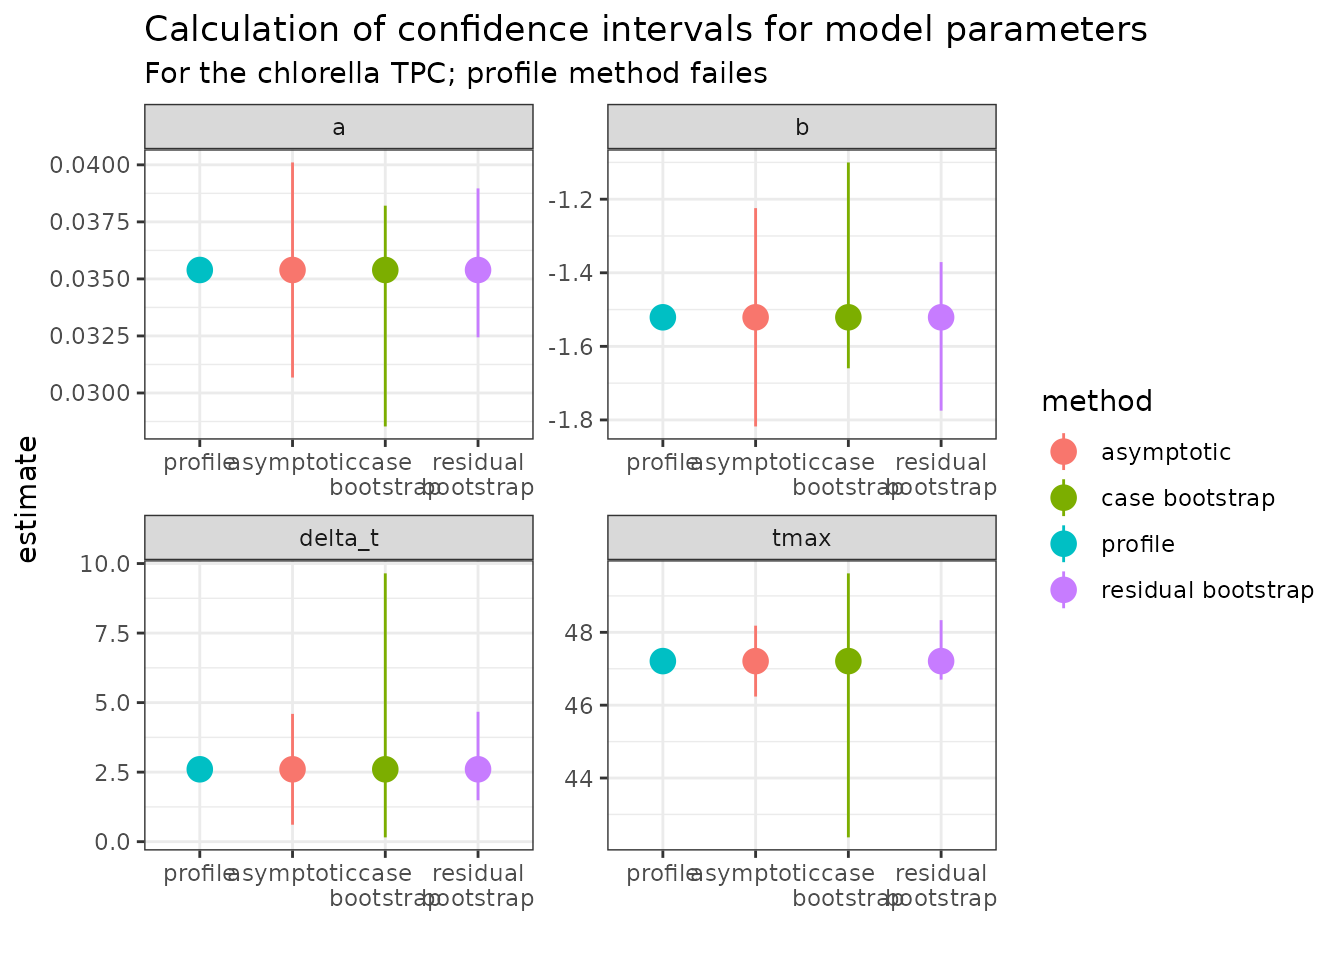 Calculation of confidence intervals for model parameters
For the chlorella TPC; profile method failes
a
b
0.0400
0.0375
0.0350
0.0325
0.0300
-1.2
-1.4
-1.6
-1.8
profile asymptotic case bootstrap residual bootstrap
profile asymptotic case bootstrap residual bootstrap
estimate
delta_t
tmax
10.0
7.5
5.0
2.5
0.0
48
46
44
profile asymptotic case bootstrap residual bootstrap
profile asymptotic case bootstrap residual bootstrap
method
asymptotic
case bootstrap
profile
residual bootstrap